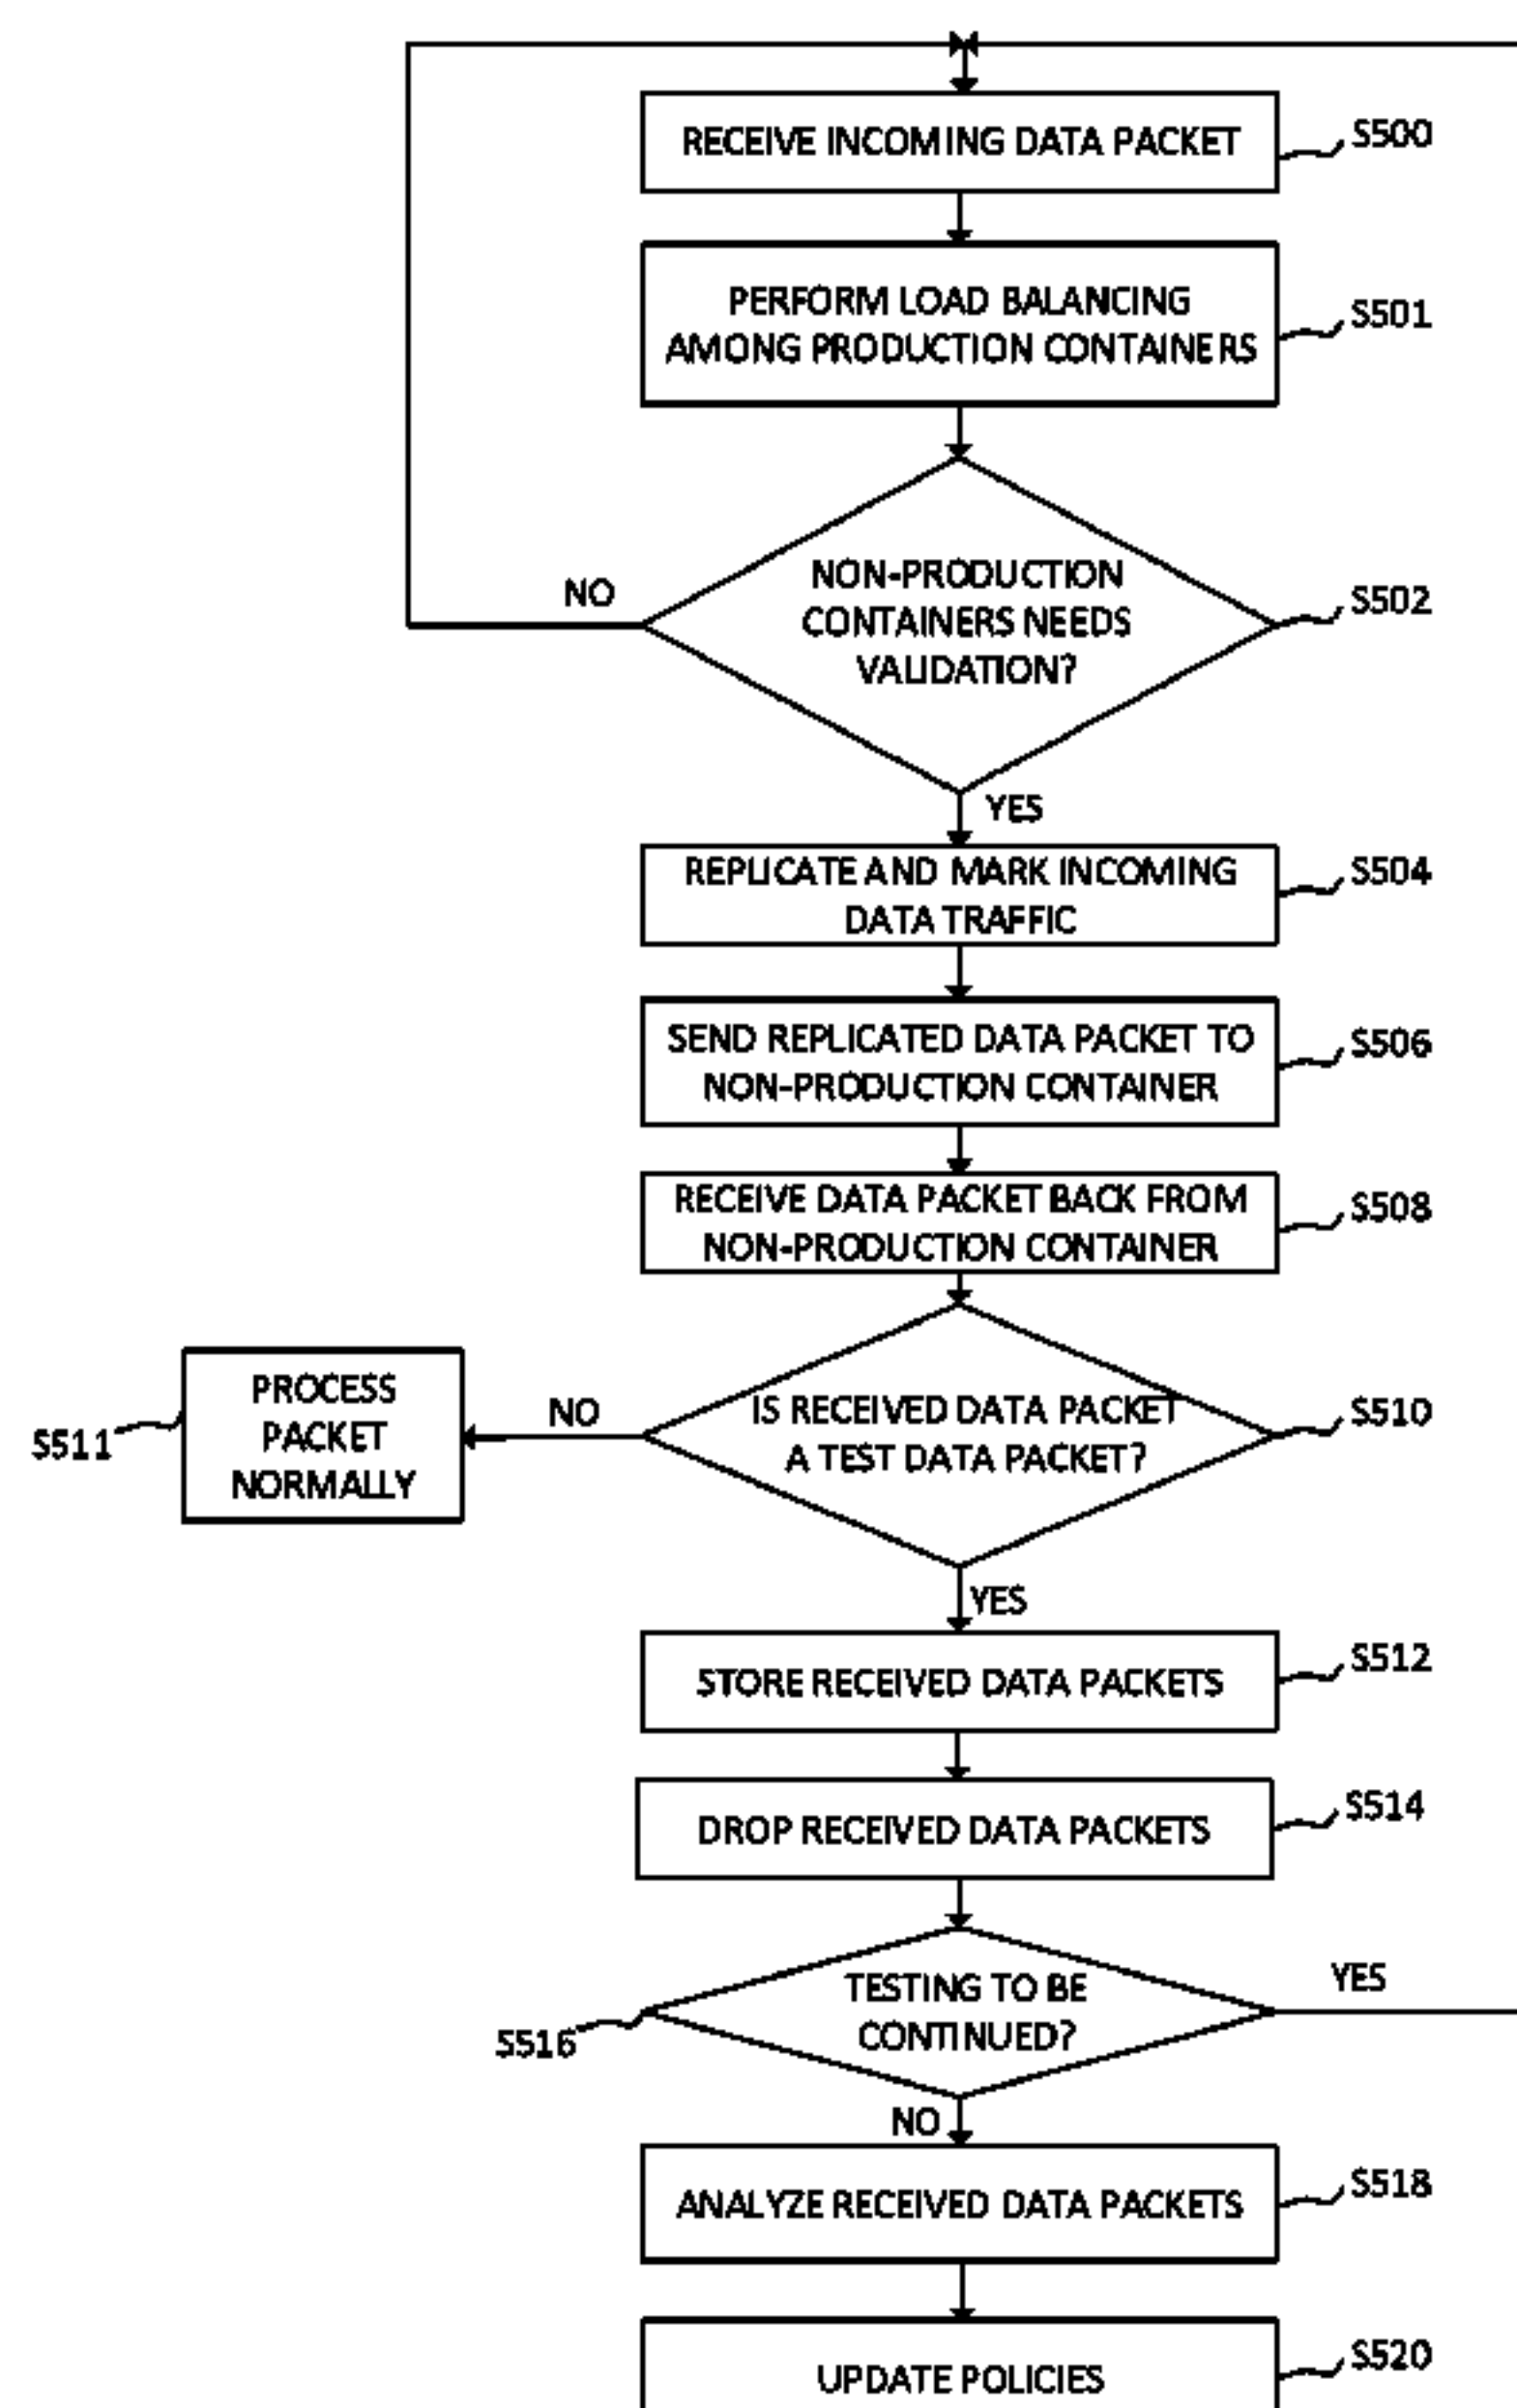 RECEIVE INCOMING DATA PACKET
S500
PERFORM LOAD BALANCING
AMONG PRODUCTION CONTAINERS
S501
NON-PRODUCTION
CONTAINERS NEEDS
VALIDATION?
S502
NO
YES
REPLICATE AND MARK INCOMING
DATA TRAFFIC
S504
SEND REPLICATED DATA PACKET TO
NON-PRODUCTION CONTAINER
S506
RECEIVE DATA PACKET BACK FROM
NON-PRODUCTION CONTAINER
S508
IS RECEIVED DATA PACKET
A TEST DATA PACKET?
S510
NO
PROCESS
PACKET
NORMALLY
S511
YES
STORE RECEIVED DATA PACKETS
S512
DROP RECEIVED DATA PACKETS
S514
TESTING TO BE
CONTINUED?
S516
YES
NO
ANALYZE RECEIVED DATA PACKETS
S518
UPDATE POLICIES
S520